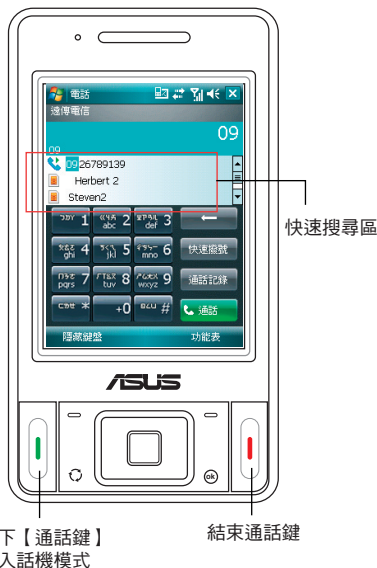 電話
遠傳電信
09
09
0926789139
Herbert 2
Steven2
快速搜尋區
1
2 abc
3 def
4 ghi
5 jkl
6 mno
快速撥號
7 pqrs
8 tuv
9 wxyz
通話記錄
*
+0
#
通話
隱藏鍵盤
功能表
ASUS
ok
下【通話鍵】
入話機模式
結束通話鍵